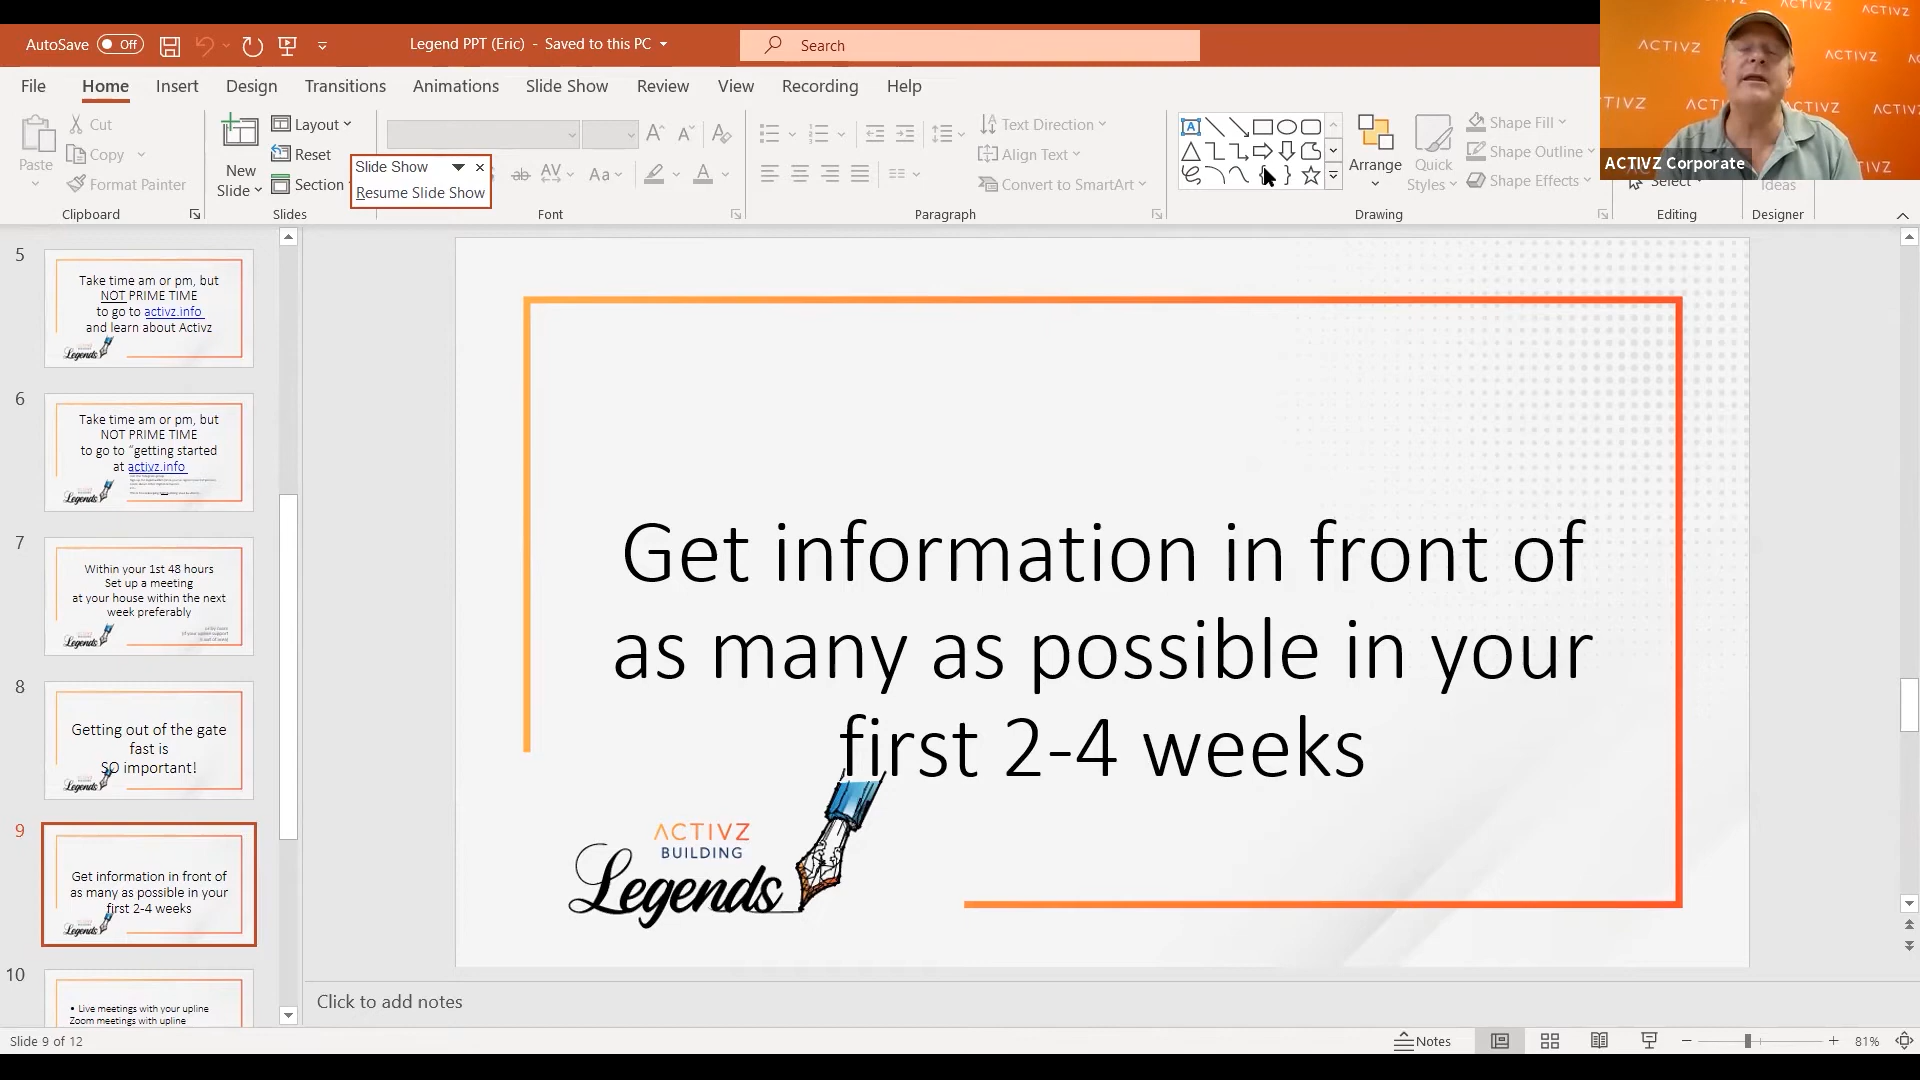 AutoSave Off
Legend PPT (Eric) - Saved to this PC
Search
File Home Insert Design Transitions Animations Slide Show Review View Recording Help
Paste
Cut
Copy
Format Painter
Clipboard
New
Slide
Layout
Reset
Section
Slides
Slide Show
Resume Slide Show
Font
Text Direction
Align Text
Convert to SmartArt
Paragraph
Arrange
Quick
Styles
Shape Fill
Shape Outline
Shape Effects
Drawing
Select
Editing
Ideas
Designer
ACTIVZ
ACTIVZ
ACTIVZ
ACTIVZ
ACTIVZ Corporate
5
Take time am or pm, but
NOT PRIME TIME
to go to activz.info
and learn about Activz
Legends
6
Take time am or pm, but
NOT PRIME TIME
to go to “getting started
at activz.info
Legends
7
Within your 1st 48 hours
Set up a meeting
at your house within the next
week preferably
Legends
8
Getting out of the gate
fast is
SO important!
Legends
9
Get information in front of
as many as possible in your
first 2-4 weeks
Legends
10
• Live meetings with your upline
Zoom meetings with upline
Get information in front of
as many as possible in your
first 2-4 weeks
ACTIVZ
BUILDING
Legends
Click to add notes
Slide 9 of 12
Notes
81%